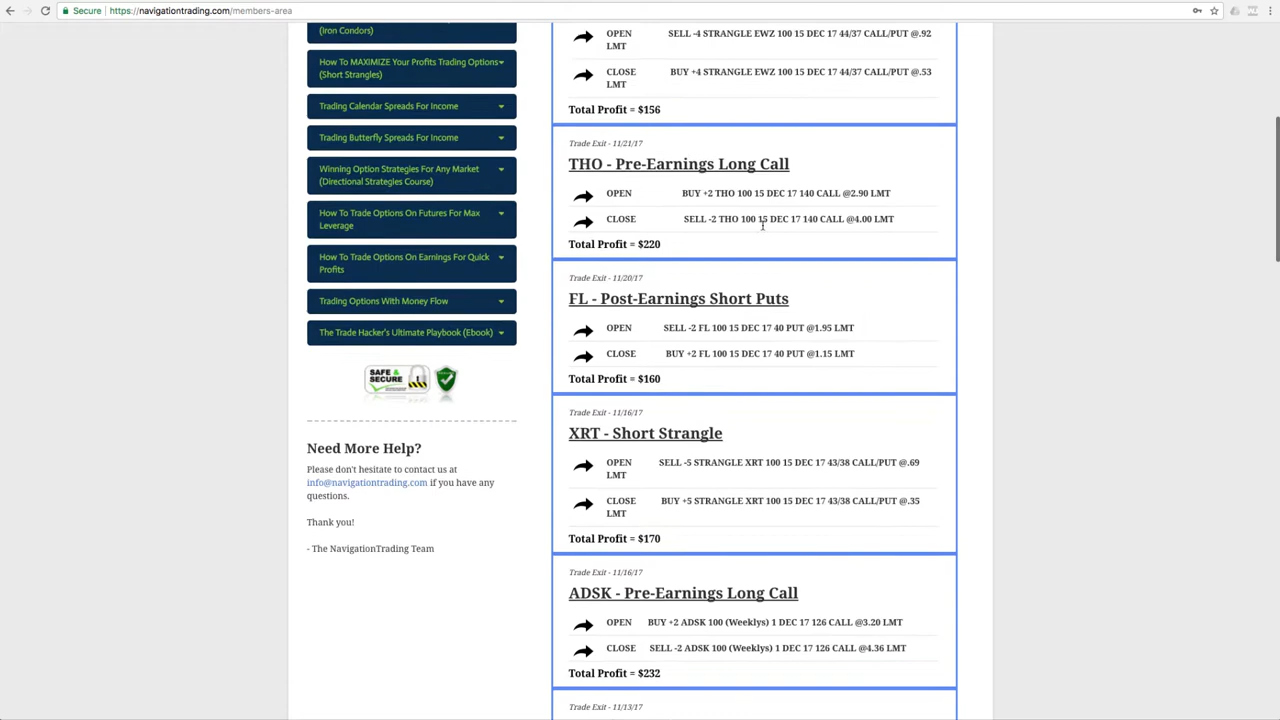 Secure
https://navigationtrading.com/members-area
(Iron Condors)
How To MAXIMIZE Your Profits Trading Options
(Short Strangles)
Trading Calendar Spreads For Income
Trading Butterfly Spreads For Income
Winning Option Strategies For Any Market
(Directional Strategies Course)
How To Trade Options On Futures For Max
Leverage
How To Trade Options On Earnings For Quick
Profits
Trading Options With Money Flow
The Trade Hacker's Ultimate Playbook (Ebook)
SAFE &
SECURE
Need More Help?
Please don't hesitate to contact us at
info@navigationtrading.com if you have any
questions.
Thank you!
- The NavigationTrading Team
OPEN SELL -4 STRANGLE EWZ 100 15 DEC 17 44/37 CALL/PUT @.92
LMT
CLOSE BUY +4 STRANGLE EWZ 100 15 DEC 17 44/37 CALL/PUT @.53
LMT
Total Profit = $156
Trade Exit - 11/21/17
THO - Pre-Earnings Long Call
OPEN BUY +2 THO 100 15 DEC 17 140 CALL @2.90 LMT
CLOSE SELL -2 THO 100 15 DEC 17 140 CALL @4.00 LMT
Total Profit = $220
Trade Exit - 11/20/17
FL - Post-Earnings Short Puts
OPEN SELL -2 FL 100 15 DEC 17 40 PUT @1.95 LMT
CLOSE BUY +2 FL 100 15 DEC 17 40 PUT @1.15 LMT
Total Profit = $160
Trade Exit - 11/16/17
XRT - Short Strangle
OPEN SELL -5 STRANGLE XRT 100 15 DEC 17 43/38 CALL/PUT @.69
LMT
CLOSE BUY +5 STRANGLE XRT 100 15 DEC 17 43/38 CALL/PUT @.35
LMT
Total Profit = $170
Trade Exit - 11/16/17
ADSK - Pre-Earnings Long Call
OPEN BUY +2 ADSK 100 (Weeklys) 1 DEC 17 126 CALL @3.20 LMT
CLOSE SELL -2 ADSK 100 (Weeklys) 1 DEC 17 126 CALL @4.36 LMT
Total Profit = $232
Trade Exit - 11/13/17